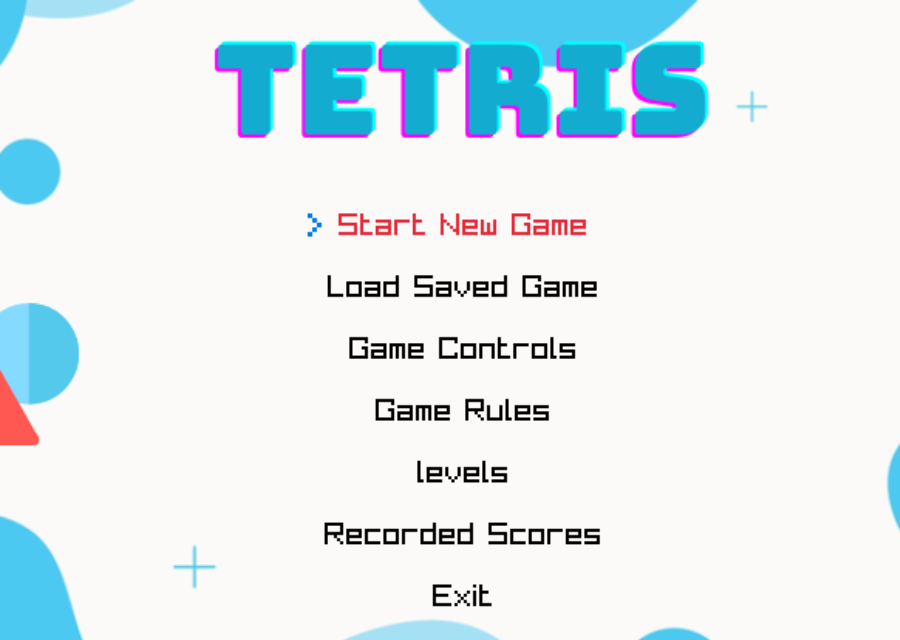 TETRIS
> Start New Game
Load Saved Game
Game Controls
Game Rules
levels
Recorded Scores
Exit